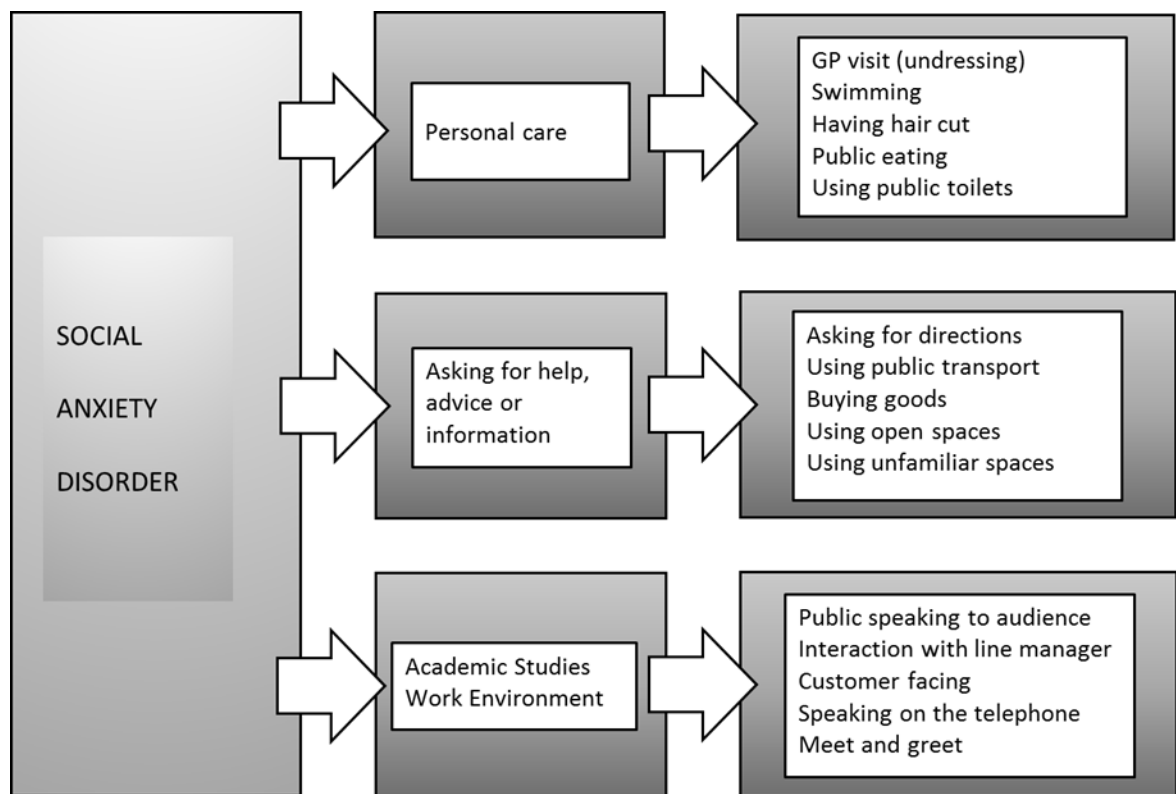 SOCIAL
ANXIETY
DISORDER
Personal care
GP visit (undressing)
Swimming
Having hair cut
Public eating
Using public toilets
Asking for help,
advice or
information
Asking for directions
Using public transport
Buying goods
Using open spaces
Using unfamiliar spaces
Academic Studies
Work Environment
Public speaking to audience
Interaction with line manager
Customer facing
Speaking on the telephone
Meet and greet